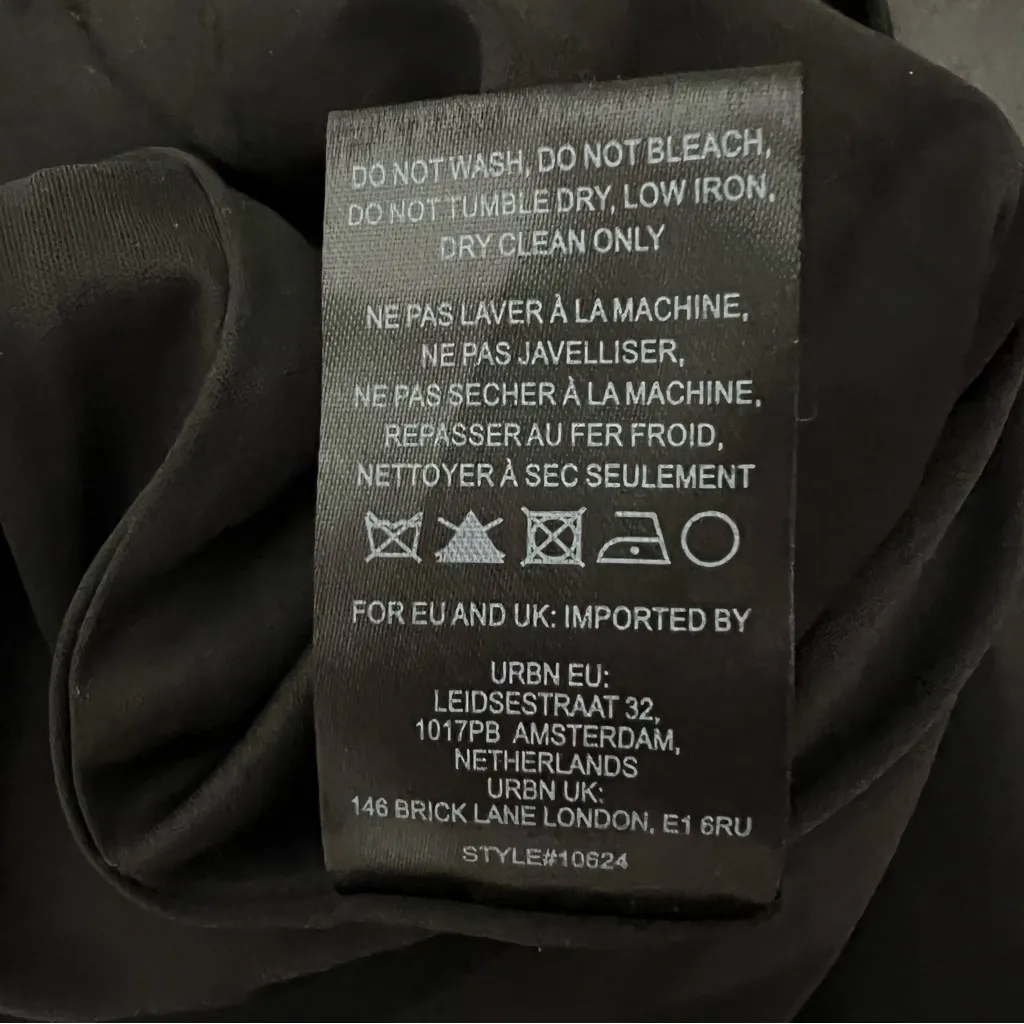 DO NOT WASH, DO NOT BLEACH,
DO NOT TUMBLE DRY, LOW IRON,
DRY CLEAN ONLY
NE PAS LAVER À LA MACHINE,
NE PAS JAVELLISER,
NE PAS SECHER À LA MACHINE,
REPASSER AU FER FROID,
NETTOYER À SEC SEULEMENT
FOR EU AND UK: IMPORTED BY
URBN EU:
LEIDSESTRAAT 32,
1017PB AMSTERDAM,
NETHERLANDS
URBN UK:
146 BRICK LANE LONDON, E1 6RU
STYLE#10624